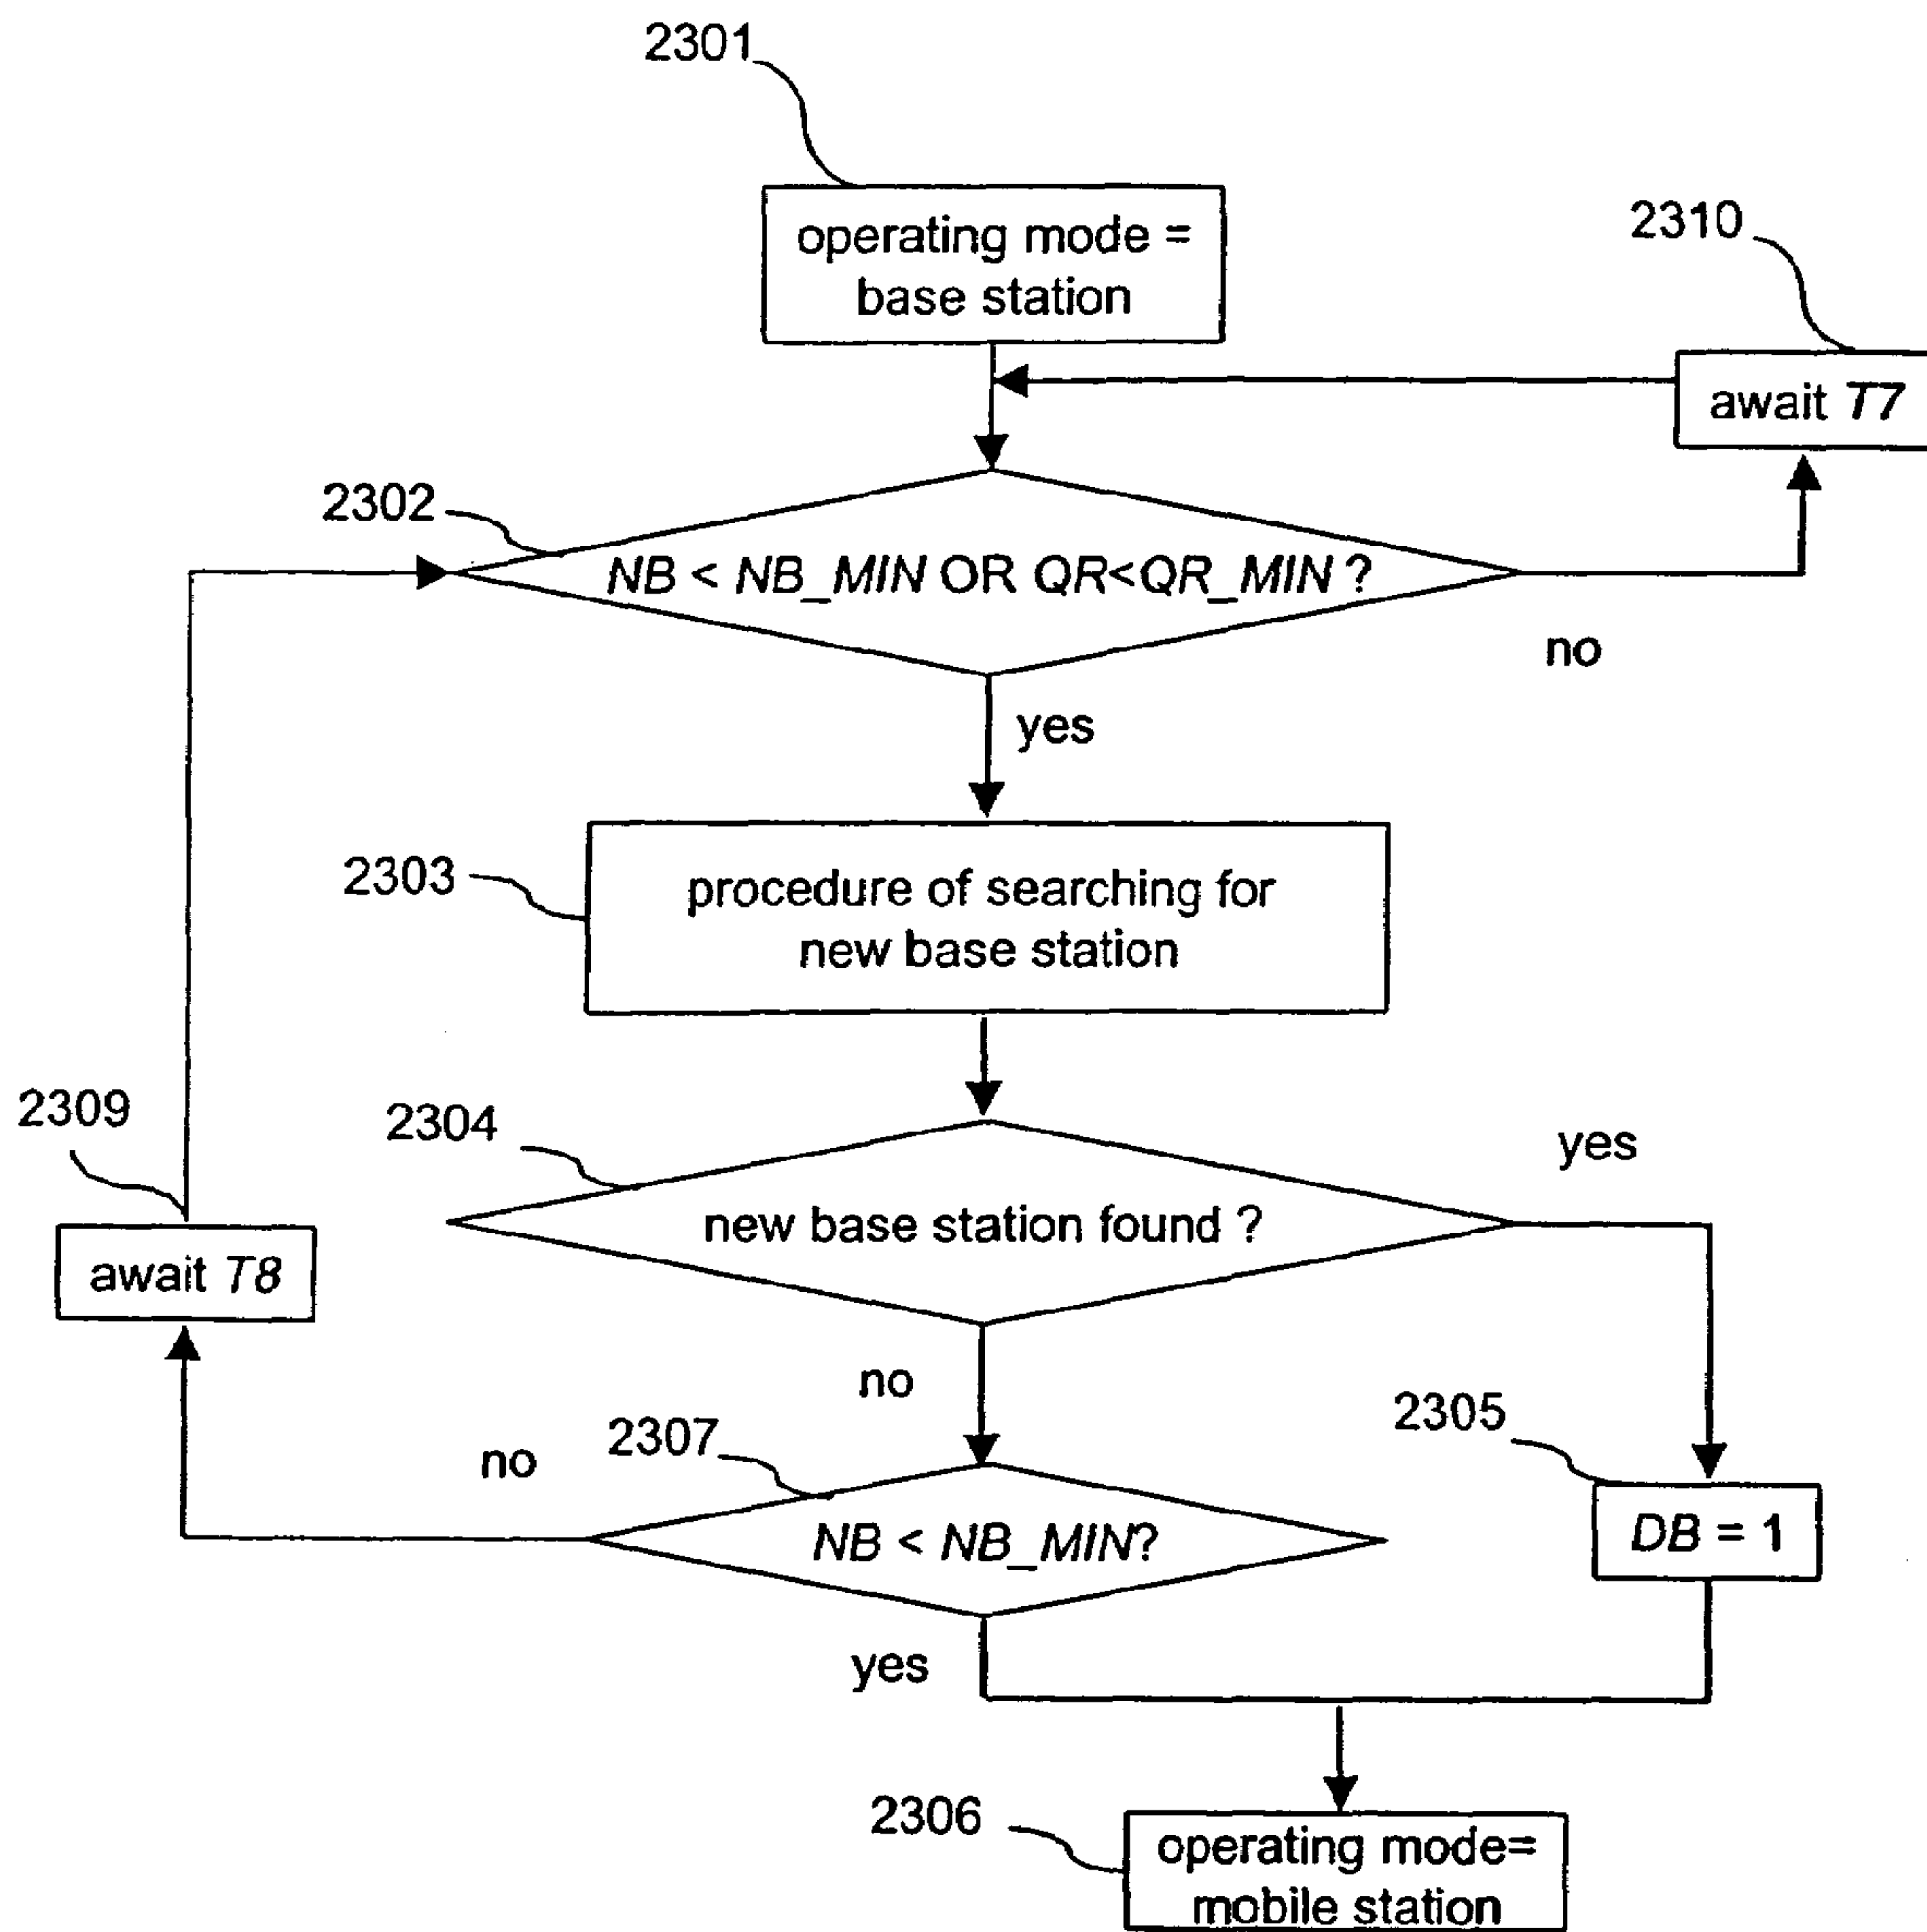 2301
operating mode =
base station
2310
await T7
2302
NB < NB_MIN OR QR<QR_MIN ?
no
yes
2303
procedure of searching for
new base station
2309
2304
yes
new base station found ?
await T8
no
2305
2307
no
NB < NB_MIN?
DB = 1
yes
2306
operating mode=
mobile station